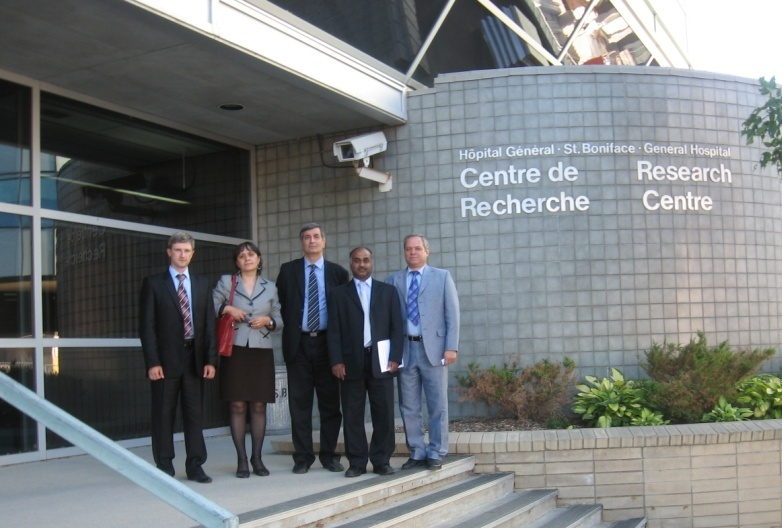 Hôpital Général · St. Boniface · General Hospital
Centre de Recherche
Research Centre
S.B